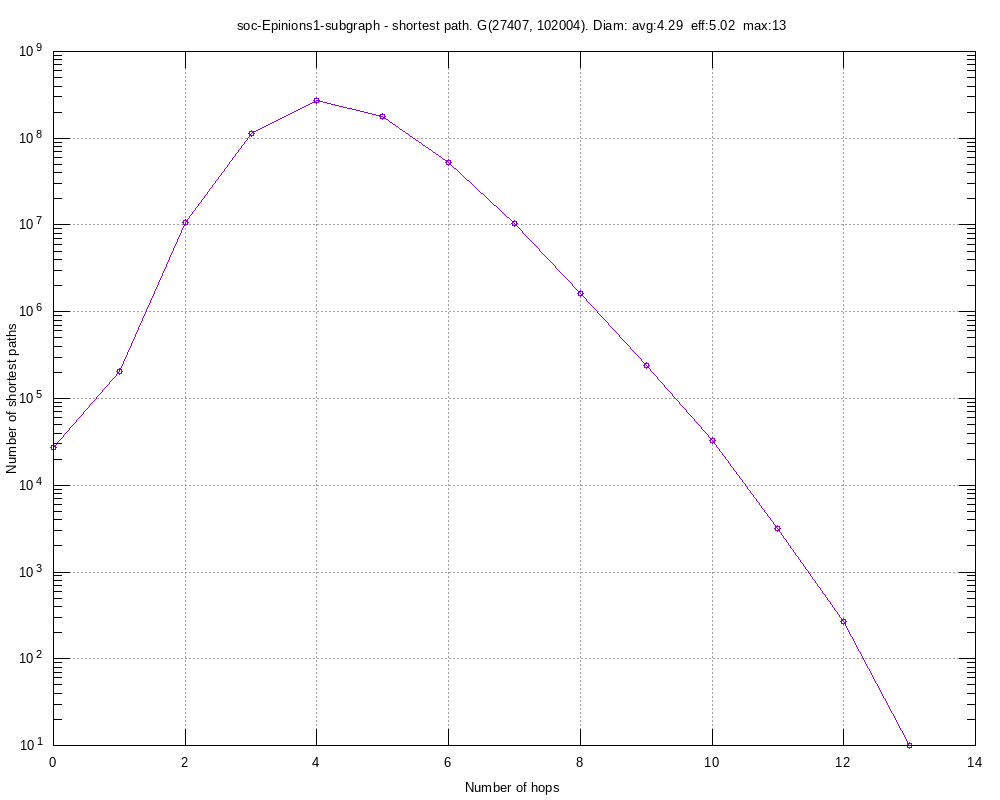 soc-Epinions1-subgraph - shortest path. G(27407, 102004). Diam: avg:4.29  eff:5.02  max:13
10^9
10^8
10^7
10^6
10^5
10^4
10^3
10^2
10^1
Number of shortest paths
0 2 4 6 8 10 12 14
Number of hops